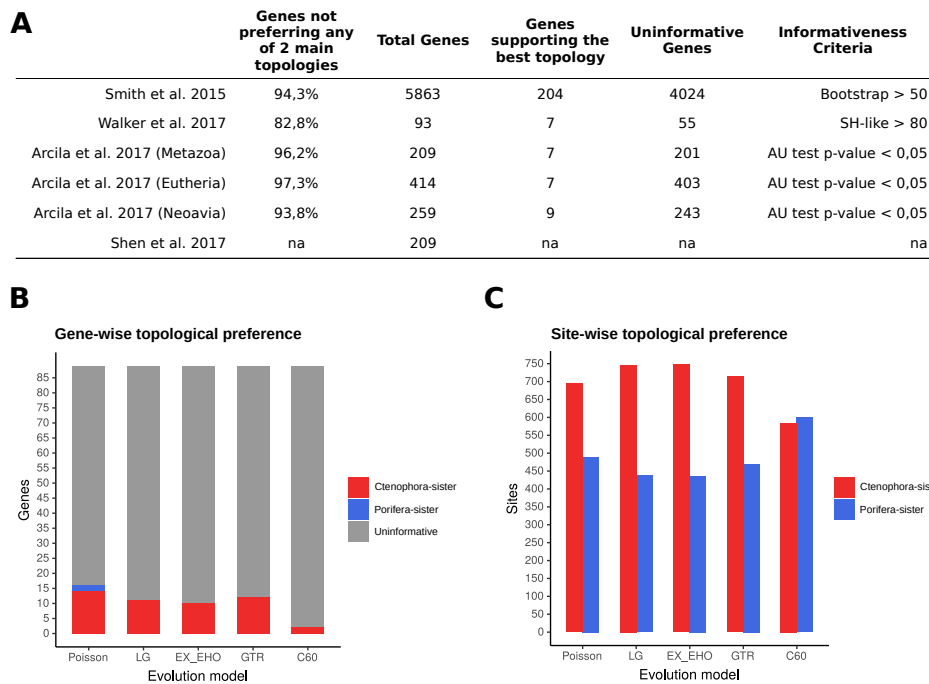 A
Genes not preferring any of 2 main topologies
Total Genes
Genes supporting the best topology
Uninformative Genes
Informativeness Criteria
Smith et al. 2015 94,3% 5863 204 4024 Bootstrap > 50
Walker et al. 2017 82,8% 93 7 55 SH-like > 80
Arcila et al. 2017 (Metazoa) 96,2% 209 7 201 AU test p-value < 0,05
Arcila et al. 2017 (Eutheria) 97,3% 414 7 403 AU test p-value < 0,05
Arcila et al. 2017 (Neoavia) 93,8% 259 9 243 AU test p-value < 0,05
Shen et al. 2017 na 209 na na na
B
Gene-wise topological preference
85
80
75
70
65
60
55
50
45
40
35
30
25
20
15
10
5
0
Genes
Poisson LG EX_EHO GTR C60
Evolution model
Ctenophora-sister
Porifera-sister
Uninformative
C
Site-wise topological preference
750
700
650
600
550
500
450
400
350
300
250
200
150
100
50
0
Sites
Poisson LG EX_EHO GTR C60
Evolution model
Ctenophora-sis
Porifera-sister